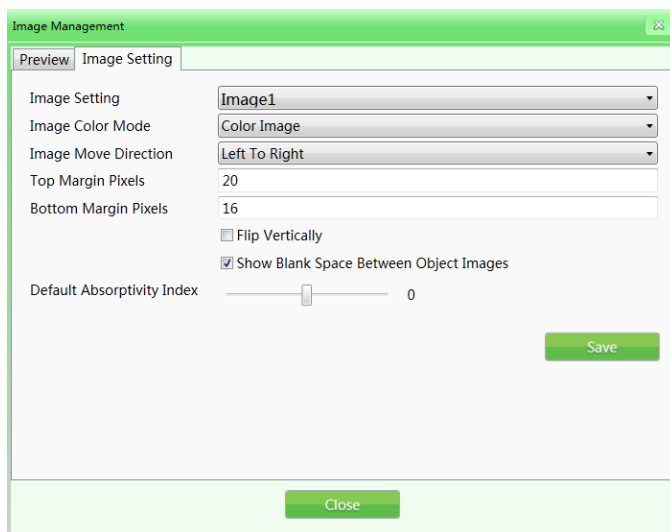 Image Management
Preview Image Setting
Image Setting Image1
Image Color Mode Color Image
Image Move Direction Left To Right
Top Margin Pixels 20
Bottom Margin Pixels 16
Flip Vertically
Show Blank Space Between Object Images
Default Absorptivity Index 0
Save
Close